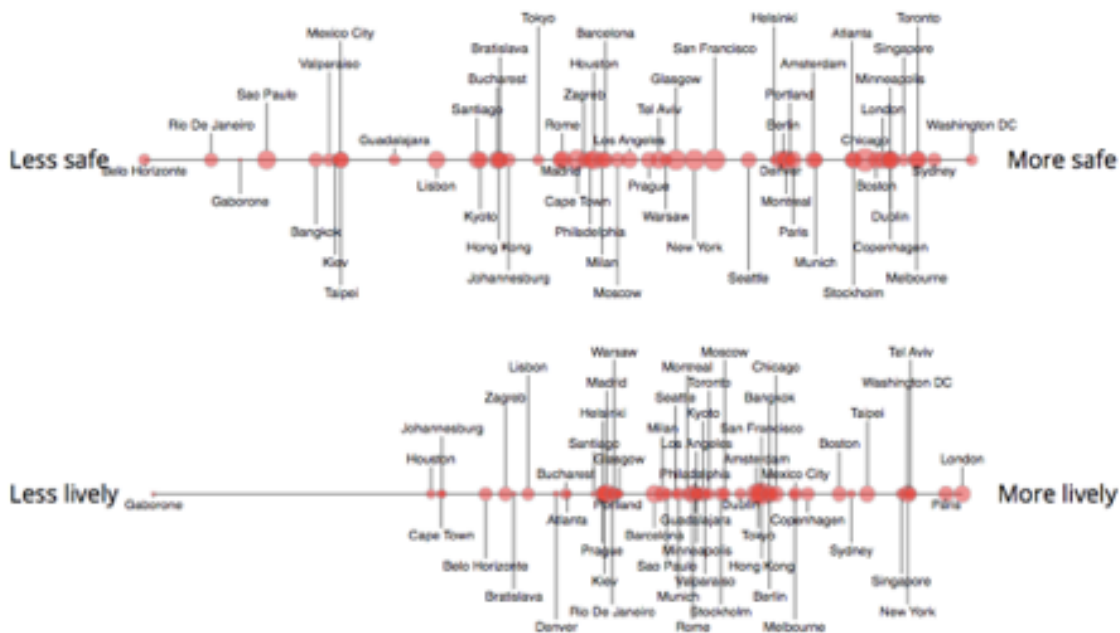 Tokyo
Barcelona
Helsinki
Toronto
Mexico City
Bratislava
San Francisco
Atlanta
Singapore
Valparaiso
Bucharest
Houston
Glasgow
Amsterdam
Minneapolis
Sao Paulo
Santiago
Zagreb
Tel Aviv
Portland
London
Rio De Janeiro
Guadalajara
Rome
Los Angeles
Berlin
Chicago
Washington DC
Less safe
More safe
Belo Horizonte
Lisbon
Madrid
Prague
Denver
Boston
Sydney
Gaborone
Kyoto
Cape Town
Warsaw
Montreal
Dublin
Bangkok
Hong Kong
Philadelphia
New York
Paris
Copenhagen
Kiev
Johannesburg
Milan
Seattle
Munich
Melbourne
Taipei
Moscow
Stockholm
Warsaw
Moscow
Tel Aviv
Lisbon
Montreal
Chicago
Zagreb
Madrid
Toronto
Washington DC
Helsinki
Seattle
Bangkok
Johannesburg
Milan
Kyoto
San Francisco
Taipei
Houston
Santiago
Los Angeles
Amsterdam
Boston
London
Bucharest
Glasgow
Philadelphia
Mexico City
Less lively
More lively
Gaborone
Portland
Dublin
Paris
Cape Town
Atlanta
Barcelona
Guadalajara
Tokyo
Copenhagen
Belo Horizonte
Prague
Minneapolis
Sydney
Bratislava
Kiev
Sao Paulo
Valparaiso
Hong Kong
Singapore
Denver
Rio De Janeiro
Munich
Stockholm
Berlin
New York
Rome
Melbourne